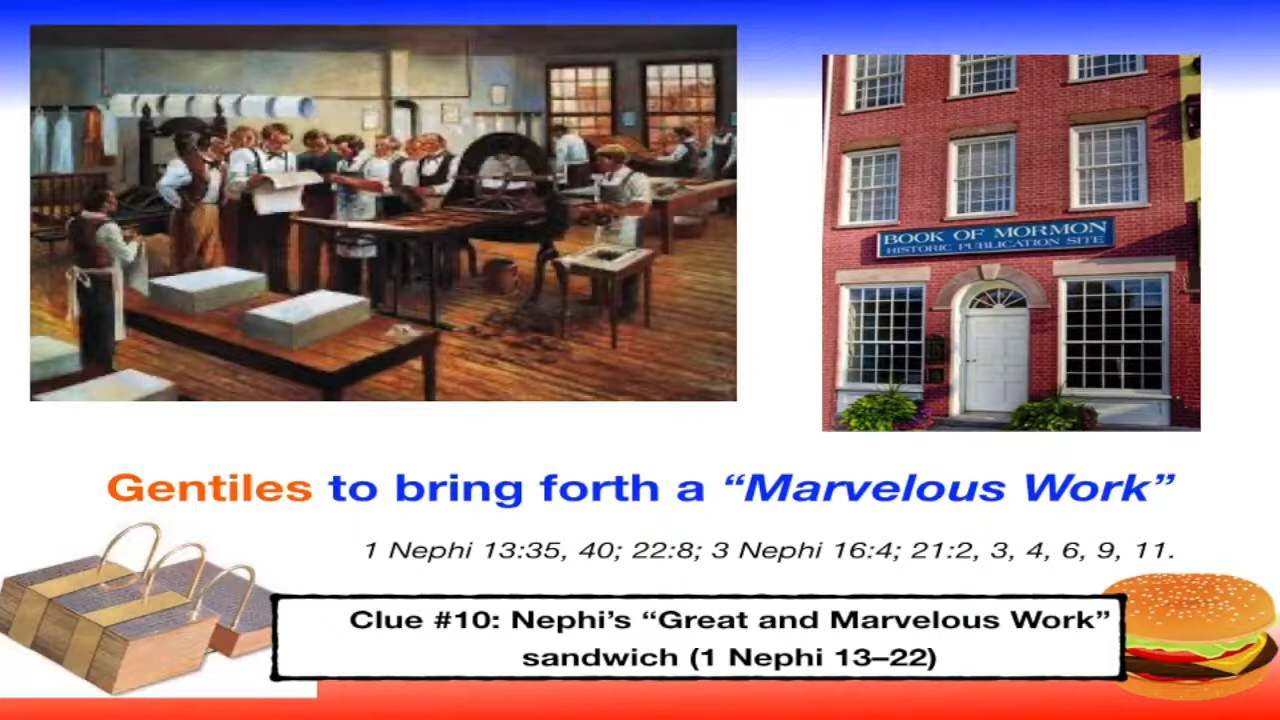 BOOK OF MORMON
HISTORIC PUBLICATION SITE
Gentiles to bring forth a “Marvelous Work”
1 Nephi 13:35, 40; 22:8; 3 Nephi 16:4; 21:2, 3, 4, 6, 9, 11.
Clue #10: Nephi’s “Great and Marvelous Work”
sandwich (1 Nephi 13–22)